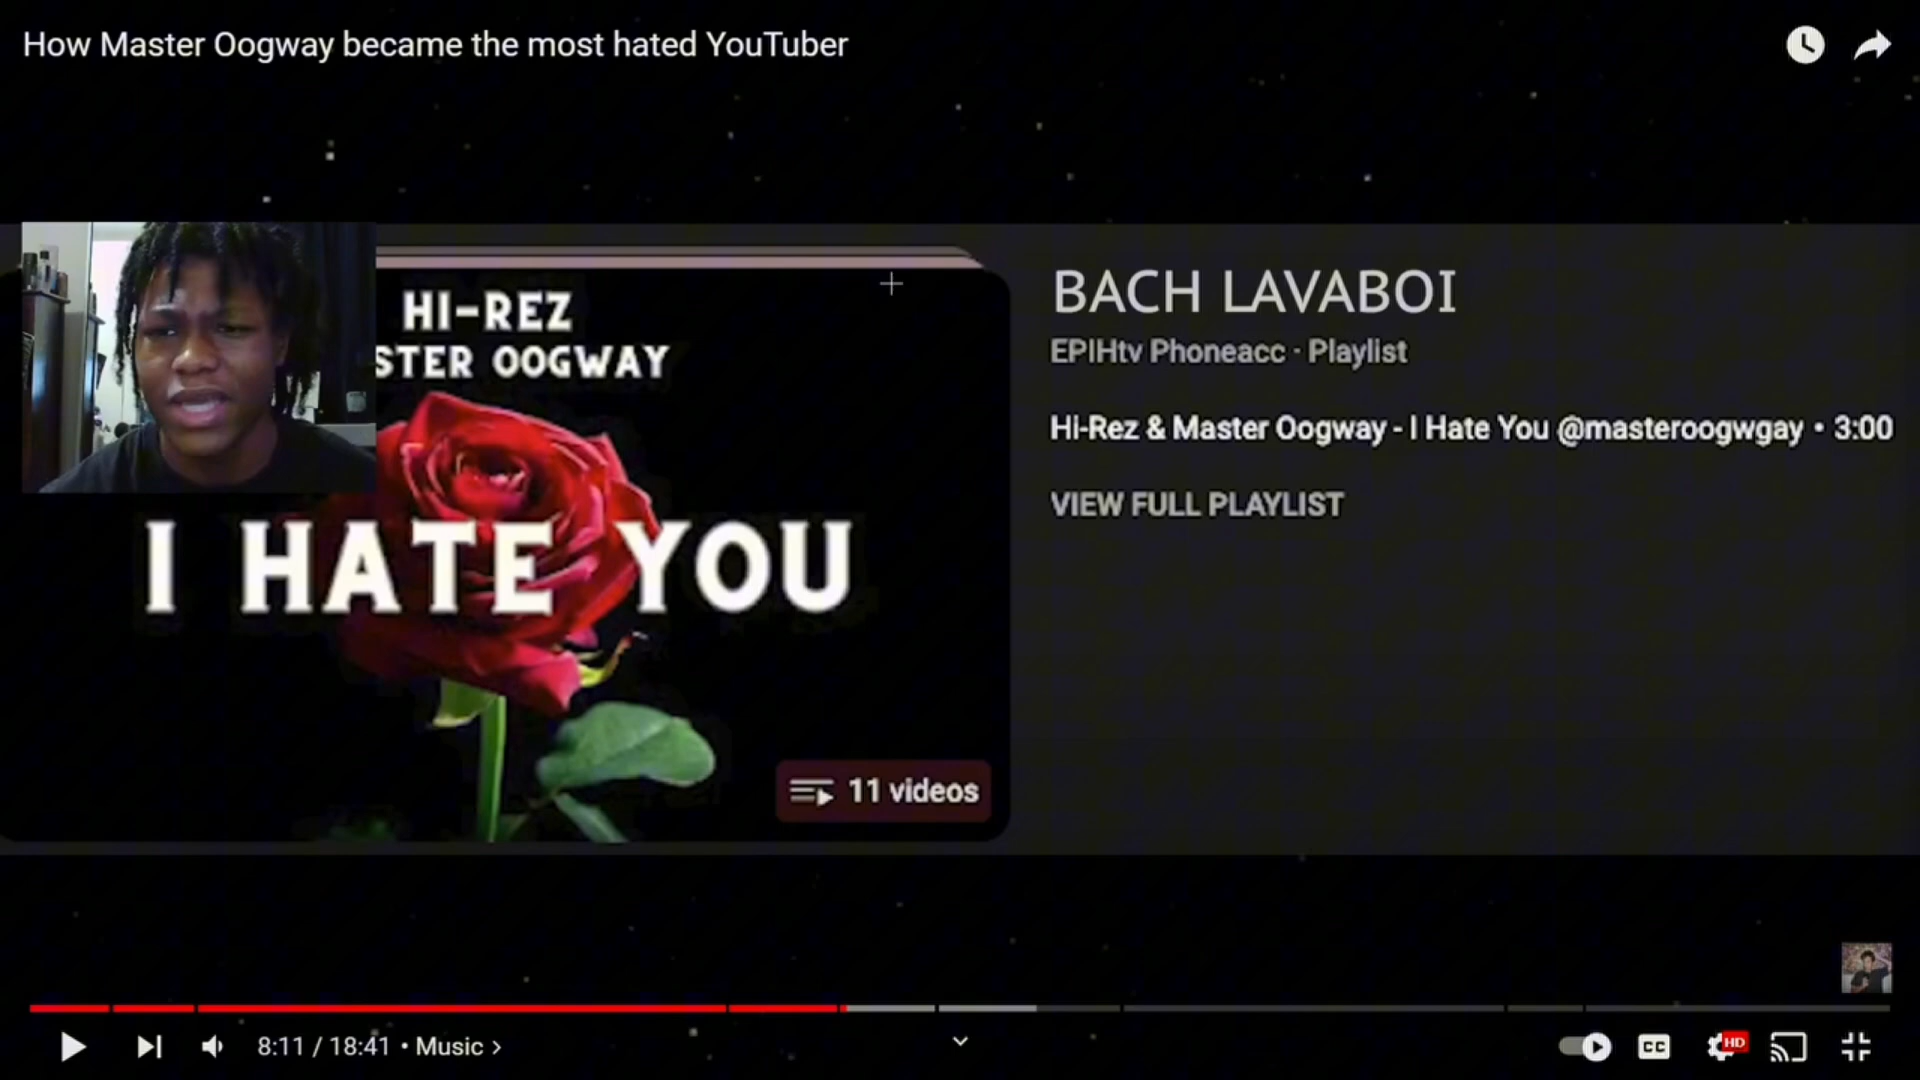 How Master Oogway became the most hated YouTuber
HI-REZ
STER OOGWAY
I HATE YOU
11 videos
BACH LAVABOI
EPIHtv Phoneacc · Playlist
Hi-Rez & Master Oogway - I Hate You @masteroogwgay • 3:00
VIEW FULL PLAYLIST
8:11 / 18:41 • Music >
CC
HD